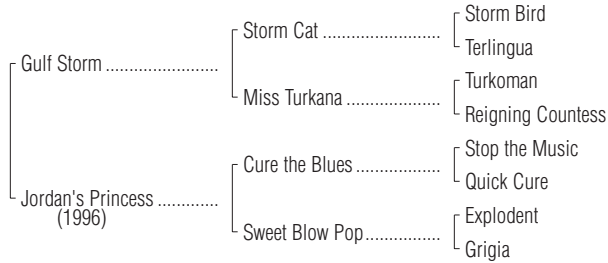 Storm Bird
Storm Cat ........................
Terlingua
Gulf Storm .......................
Turkoman
Miss Turkana ...................
Reigning Countess
Stop the Music
Cure the Blues .................
Quick Cure
Jordan's Princess .............
(1996)
Explodent
Sweet Blow Pop...............
Grigia